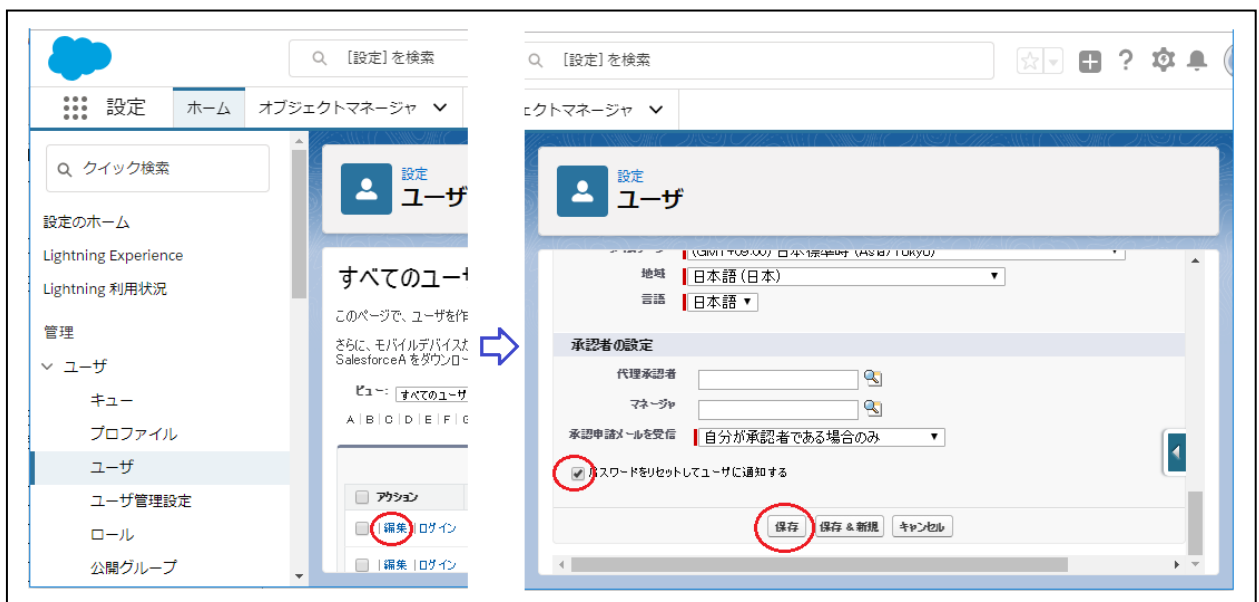 [設定] を検索
設定
ホーム
オブジェクトマネージャ
クイック検索
設定のホーム
Lightning Experience
Lightning 利用状況
管理
ユーザ
キュー
プロファイル
ユーザ
ユーザ管理設定
ロール
公開グループ
設定
ユーザ
すべてのユーザ
このページで、ユーザを作
さらに、モバイルデバイスか
SalesforceA をダウンロー
ビュー: すべてのユーザ
A | B | C | D | E | F | G
アクション
| 編集 | ログイン
| 編集 | ログイン
[設定] を検索
ェクトマネージャ
設定
ユーザ
(GMT+09:00) 日本標準時 (Asia/Tokyo)
地域 日本語 (日本)
言語 日本語
承認者の設定
代理承認者
マネージャ
承認申請メールを受信 自分が承認者である場合のみ
パスワードをリセットしてユーザに通知する
保存 保存 & 新規 キャンセル